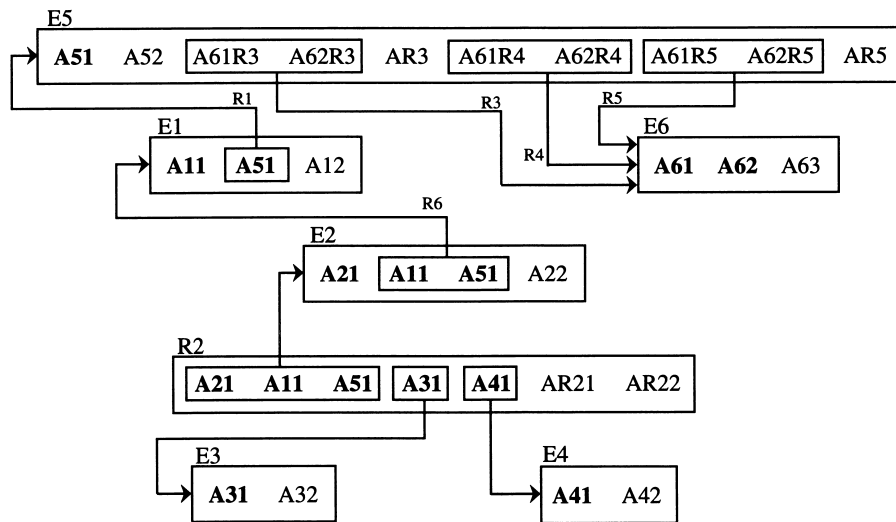 E5
A51 A52 A61R3 A62R3 AR3 A61R4 A62R4 A61R5 A62R5 AR5
R1 R3 R5
E1 E6
A11 A51 A12 R4 A61 A62 A63
R6
E2
A21 A11 A51 A22
R2
A21 A11 A51 A31 A41 AR21 AR22
E3 E4
A31 A32 A41 A42